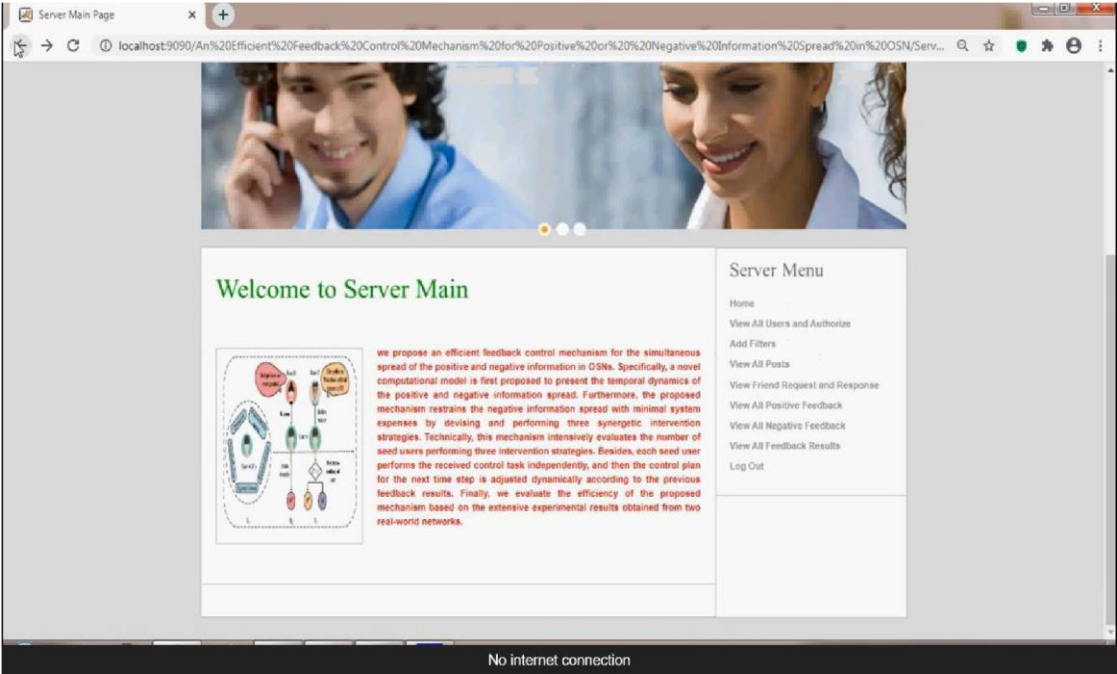 Server Main Page
localhost:9090/An%20Efficient%20Feedback%20Control%20Mechanism%20for%20Positive%20or%20%20Negative%20Information%20Spread%20in%20OSN/Serv...
Welcome to Server Main
we propose an efficient feedback control mechanism for the simultaneous
spread of the positive and negative information in OSNs. Specifically, a novel
computational model is first proposed to present the temporal dynamics of
the positive and negative information spread. Furthermore, the proposed
mechanism restrains the negative information spread with minimal system
expenses by devising and performing three synergetic intervention
strategies. Technically, this mechanism intensively evaluates the number of
seed users performing three intervention strategies. Besides, each seed user
performs the received control task independently, and then the control plan
for the next time step is adjusted dynamically according to the previous
feedback results. Finally, we evaluate the efficiency of the proposed
mechanism based on the extensive experimental results obtained from two
real-world networks.
Server Menu
Home
View All Users and Authorize
Add Filters
View All Posts
View Friend Request and Response
View All Positive Feedback
View All Negative Feedback
View All Feedback Results
Log Out
No internet connection